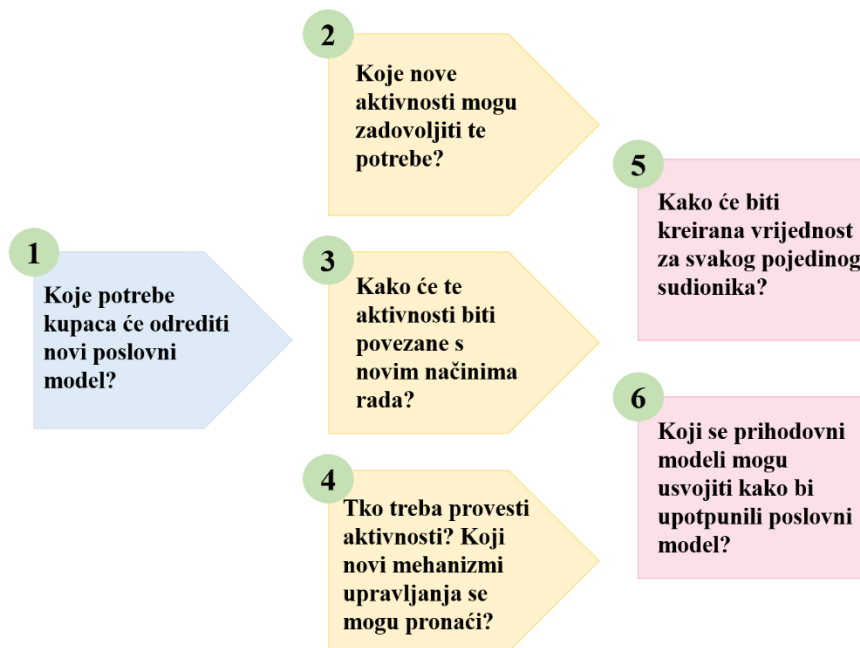 1
Koje potrebe
kupaca će odrediti
novi poslovni
model?
2
Koje nove
aktivnosti mogu
zadovoljiti te
potrebe?
3
Kako će te
aktivnosti biti
povezane s
novim načinima
rada?
4
Tko treba provesti
aktivnosti? Koji
novi mehanizmi
upravljanja se
mogu pronaći?
5
Kako će biti
kreirana vrijednost
za svakog pojedinog
sudionika?
6
Koji se prihodovni
modeli mogu
usvojiti kako bi
upotpunili poslovni
model?